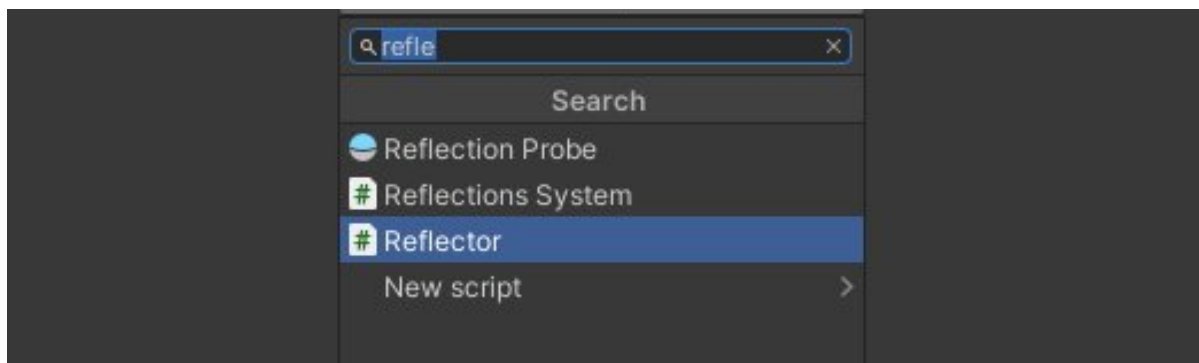 refle
Search
Reflection Probe
# Reflections System
# Reflector
New script